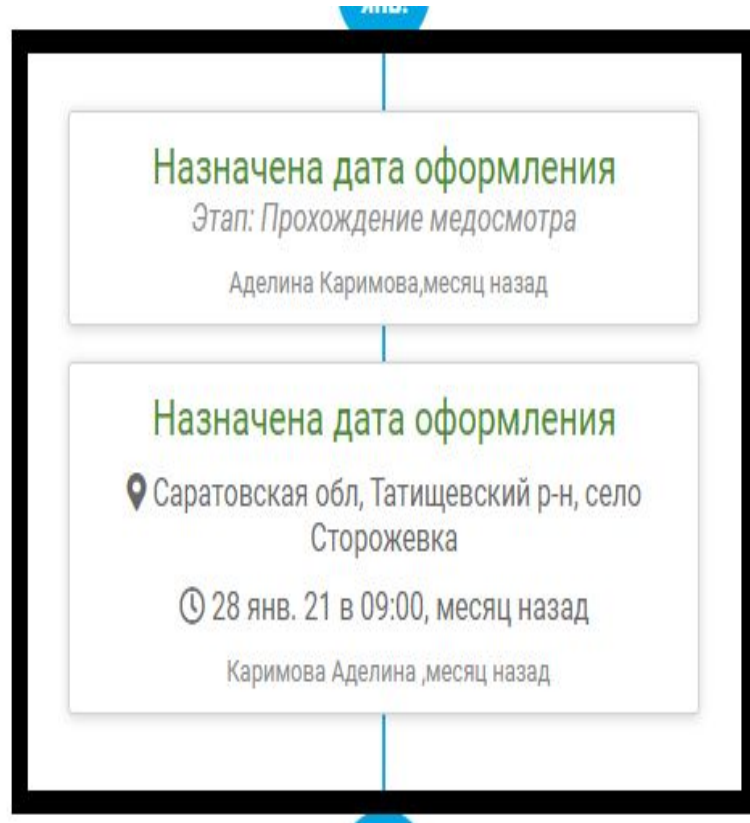 янв.
Назначена дата оформления
Этап: Прохождение медосмотра
Аделина Каримова,месяц назад
Назначена дата оформления
Саратовская обл, Татищевский р-н, село
Сторожевка
28 янв. 21 в 09:00, месяц назад
Каримова Аделина ,месяц назад